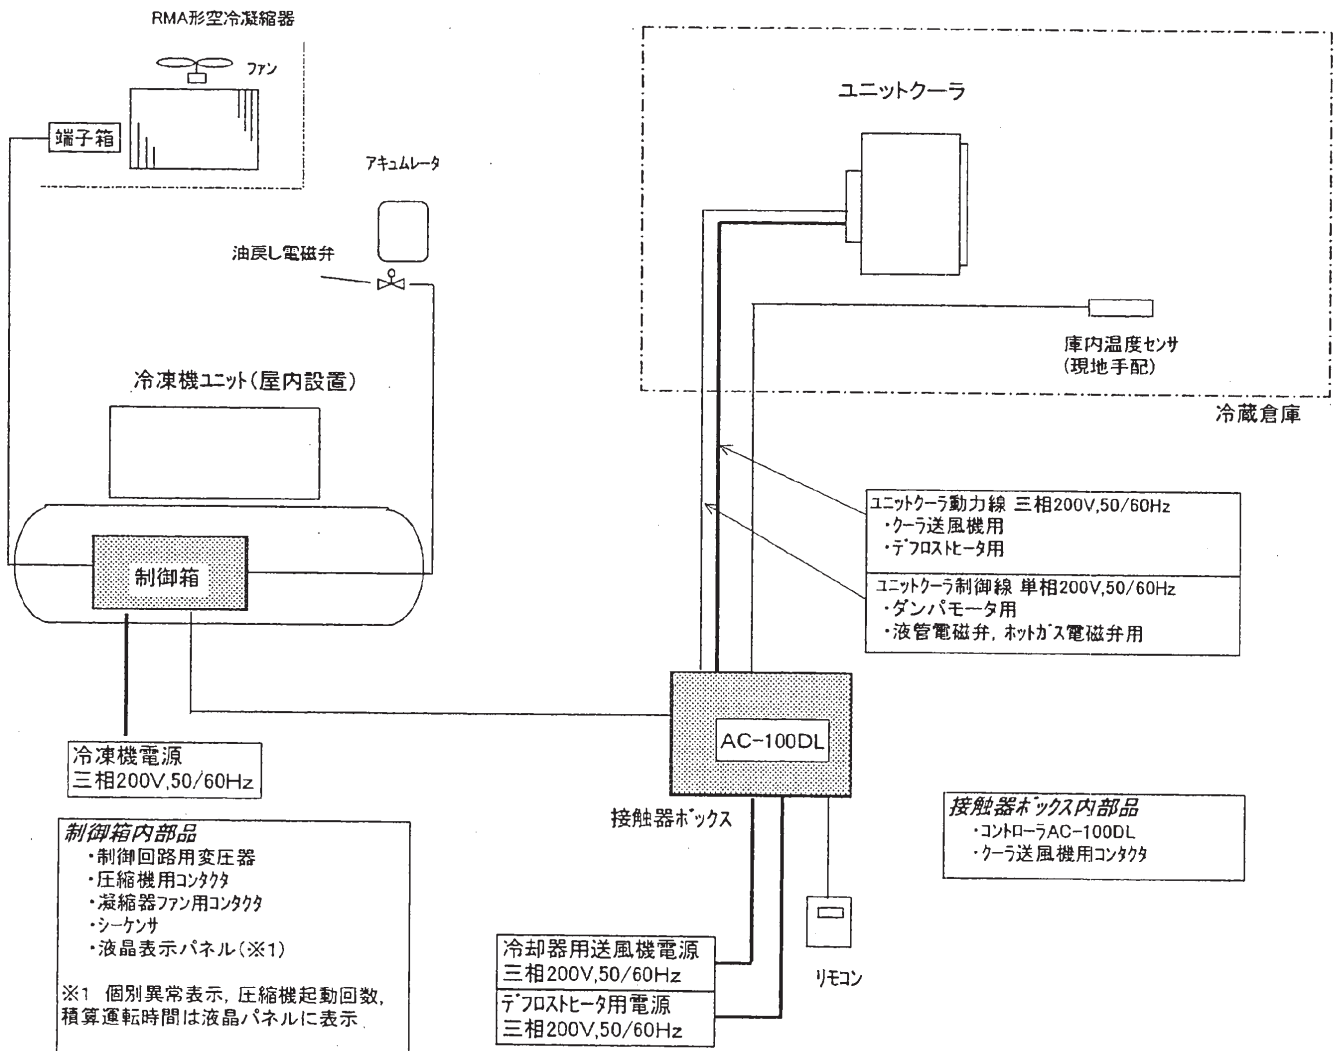 RMA形空冷凝縮器
ファン
端子箱
アキュムレータ
油戻し電磁弁
冷凍機ユニット(屋内設置)
制御箱
冷凍機電源
三相200V,50/60Hz
制御箱内部品
・制御回路用変圧器
・圧縮機用コンタクタ
・凝縮器ファン用コンタクタ
・シーケンサ
・液晶表示パネル(※1)
※1 個別異常表示, 圧縮機起動回数,
積算運転時間は液晶パネルに表示
ユニットクーラ
庫内温度センサ
(現地手配)
冷蔵倉庫
ユニットクーラ動力線 三相200V,50/60Hz
・クーラ送風機用
・デフロストヒータ用
ユニットクーラ制御線 単相200V,50/60Hz
・ダンパモータ用
・液管電磁弁, ホットガス電磁弁用
AC-100DL
接触器ボックス
接触器ボックス内部品
・コントローラAC-100DL
・クーラ送風機用コンタクタ
リモコン
冷却器用送風機電源
三相200V,50/60Hz
デフロストヒータ用電源
三相200V,50/60Hz